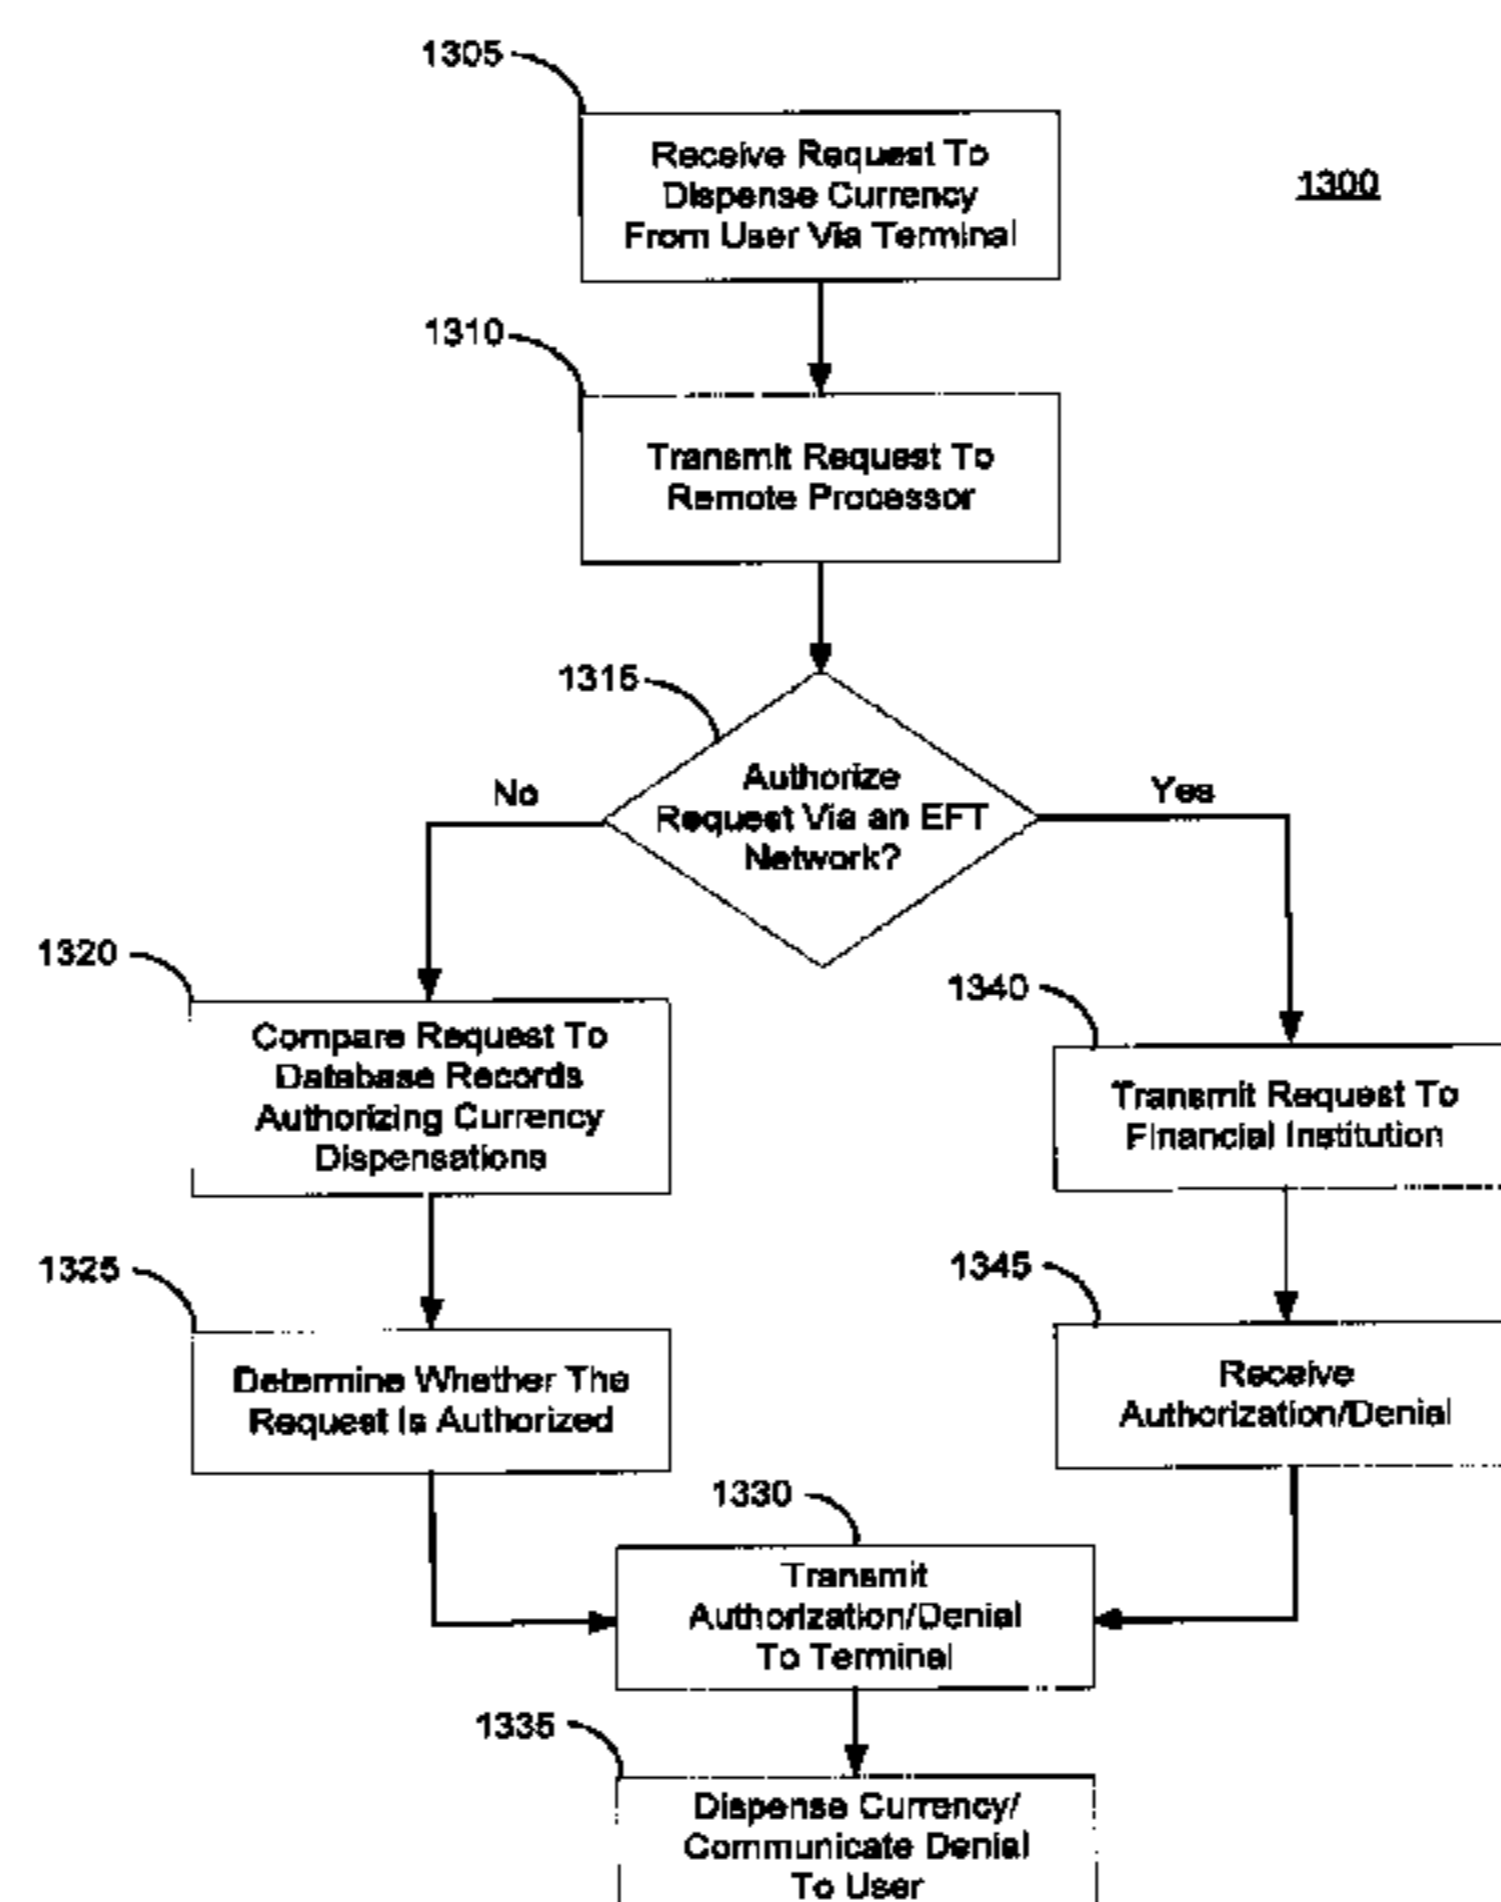 1305
Receive Request To
Dispense Currency
From User Via Terminal
1300
1310
Transmit Request To
Remote Processor
1315
Authorize
Request Via an EFT
Network?
No
Yes
1320
Compare Request To
Database Records
Authorizing Currency
Dispensations
1340
Transmit Request To
Financial Institution
1325
Determine Whether The
Request Is Authorized
1345
Receive
Authorization/Denial
1330
Transmit
Authorization/Denial
To Terminal
1335
Dispense Currency/
Communicate Denial
To User